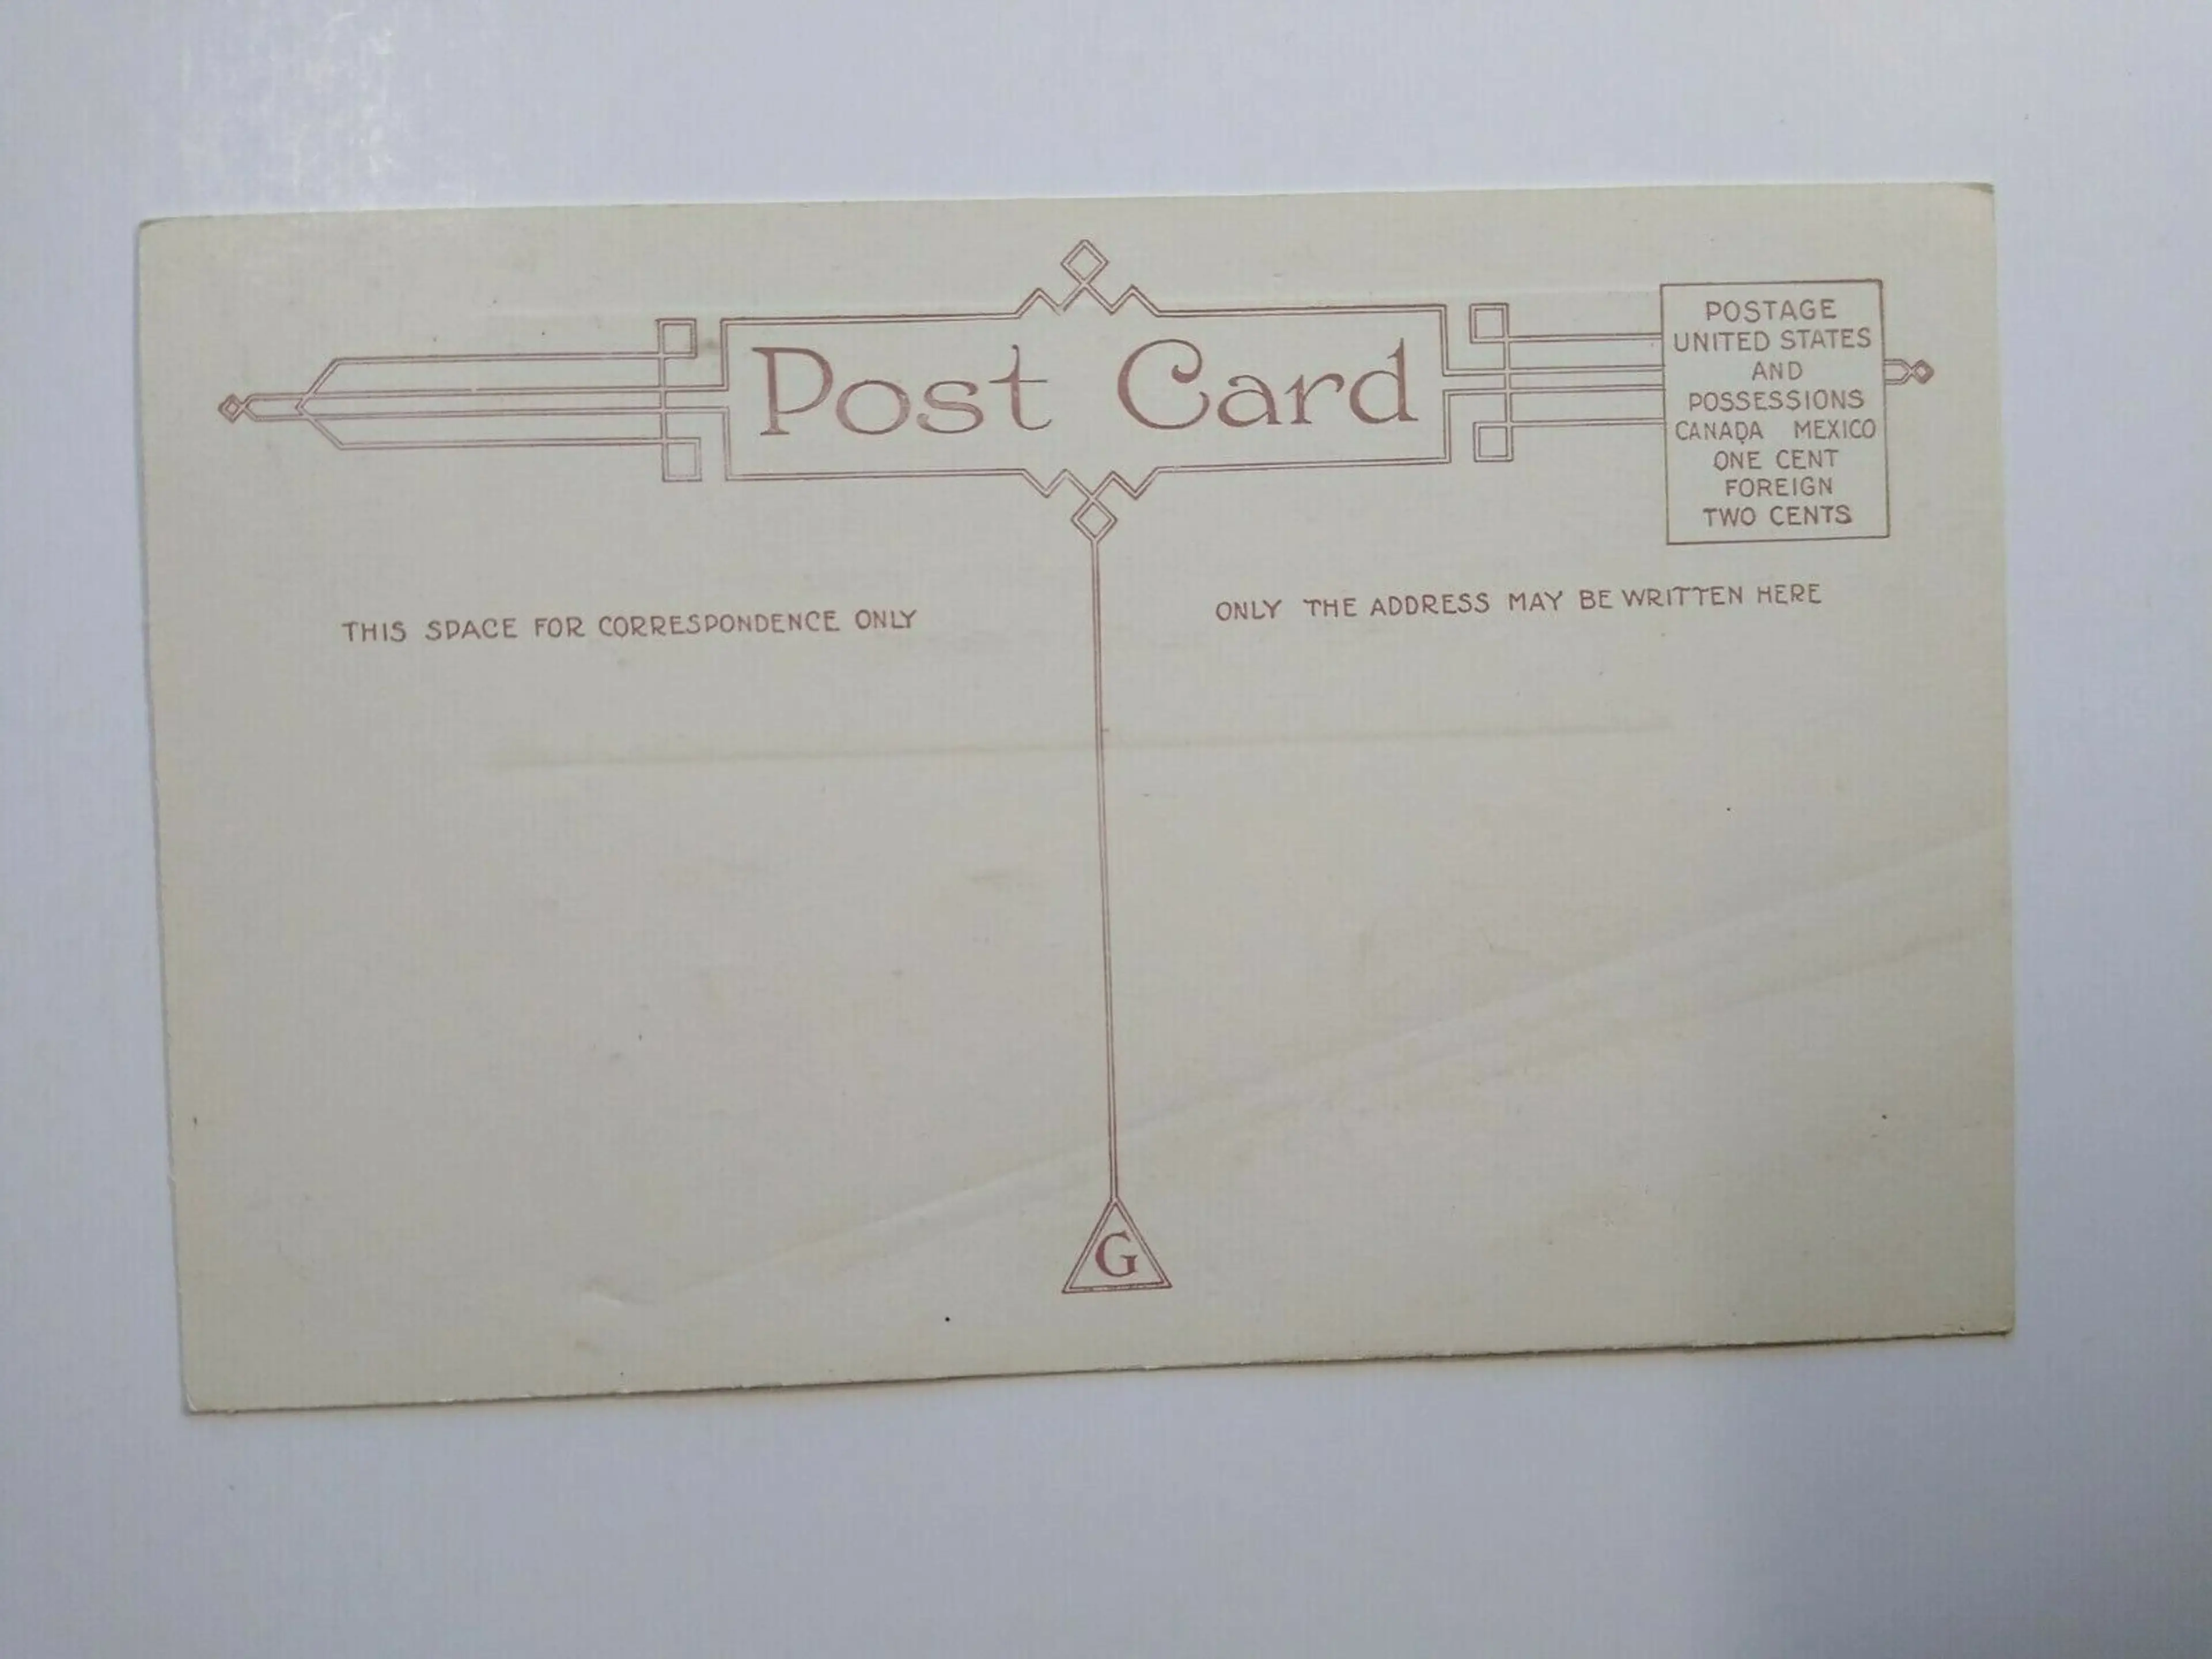 Post Card
POSTAGE
UNITED STATES
AND
POSSESSIONS
CANADA MEXICO
ONE CENT
FOREIGN
TWO CENTS
THIS SPACE FOR CORRESPONDENCE ONLY
ONLY THE ADDRESS MAY BE WRITTEN HERE
G